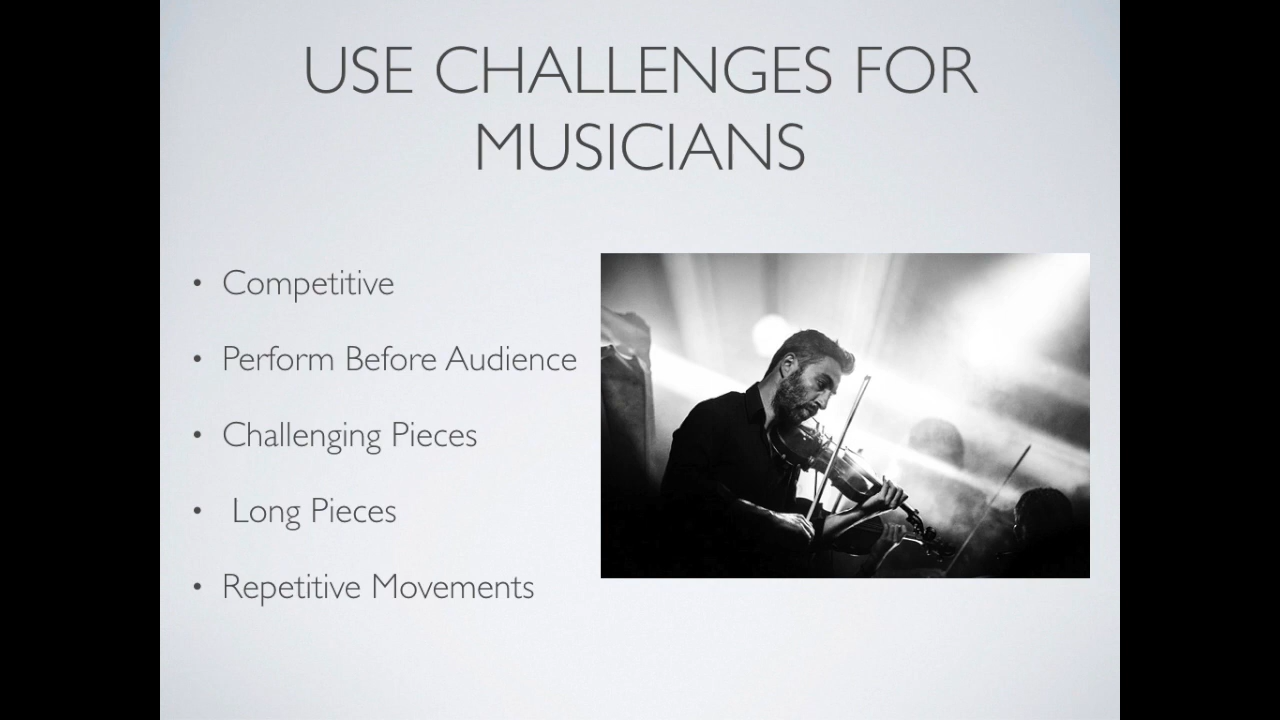 USE CHALLENGES FOR
MUSICIANS
• Competitive
• Perform Before Audience
• Challenging Pieces
• Long Pieces
• Repetitive Movements